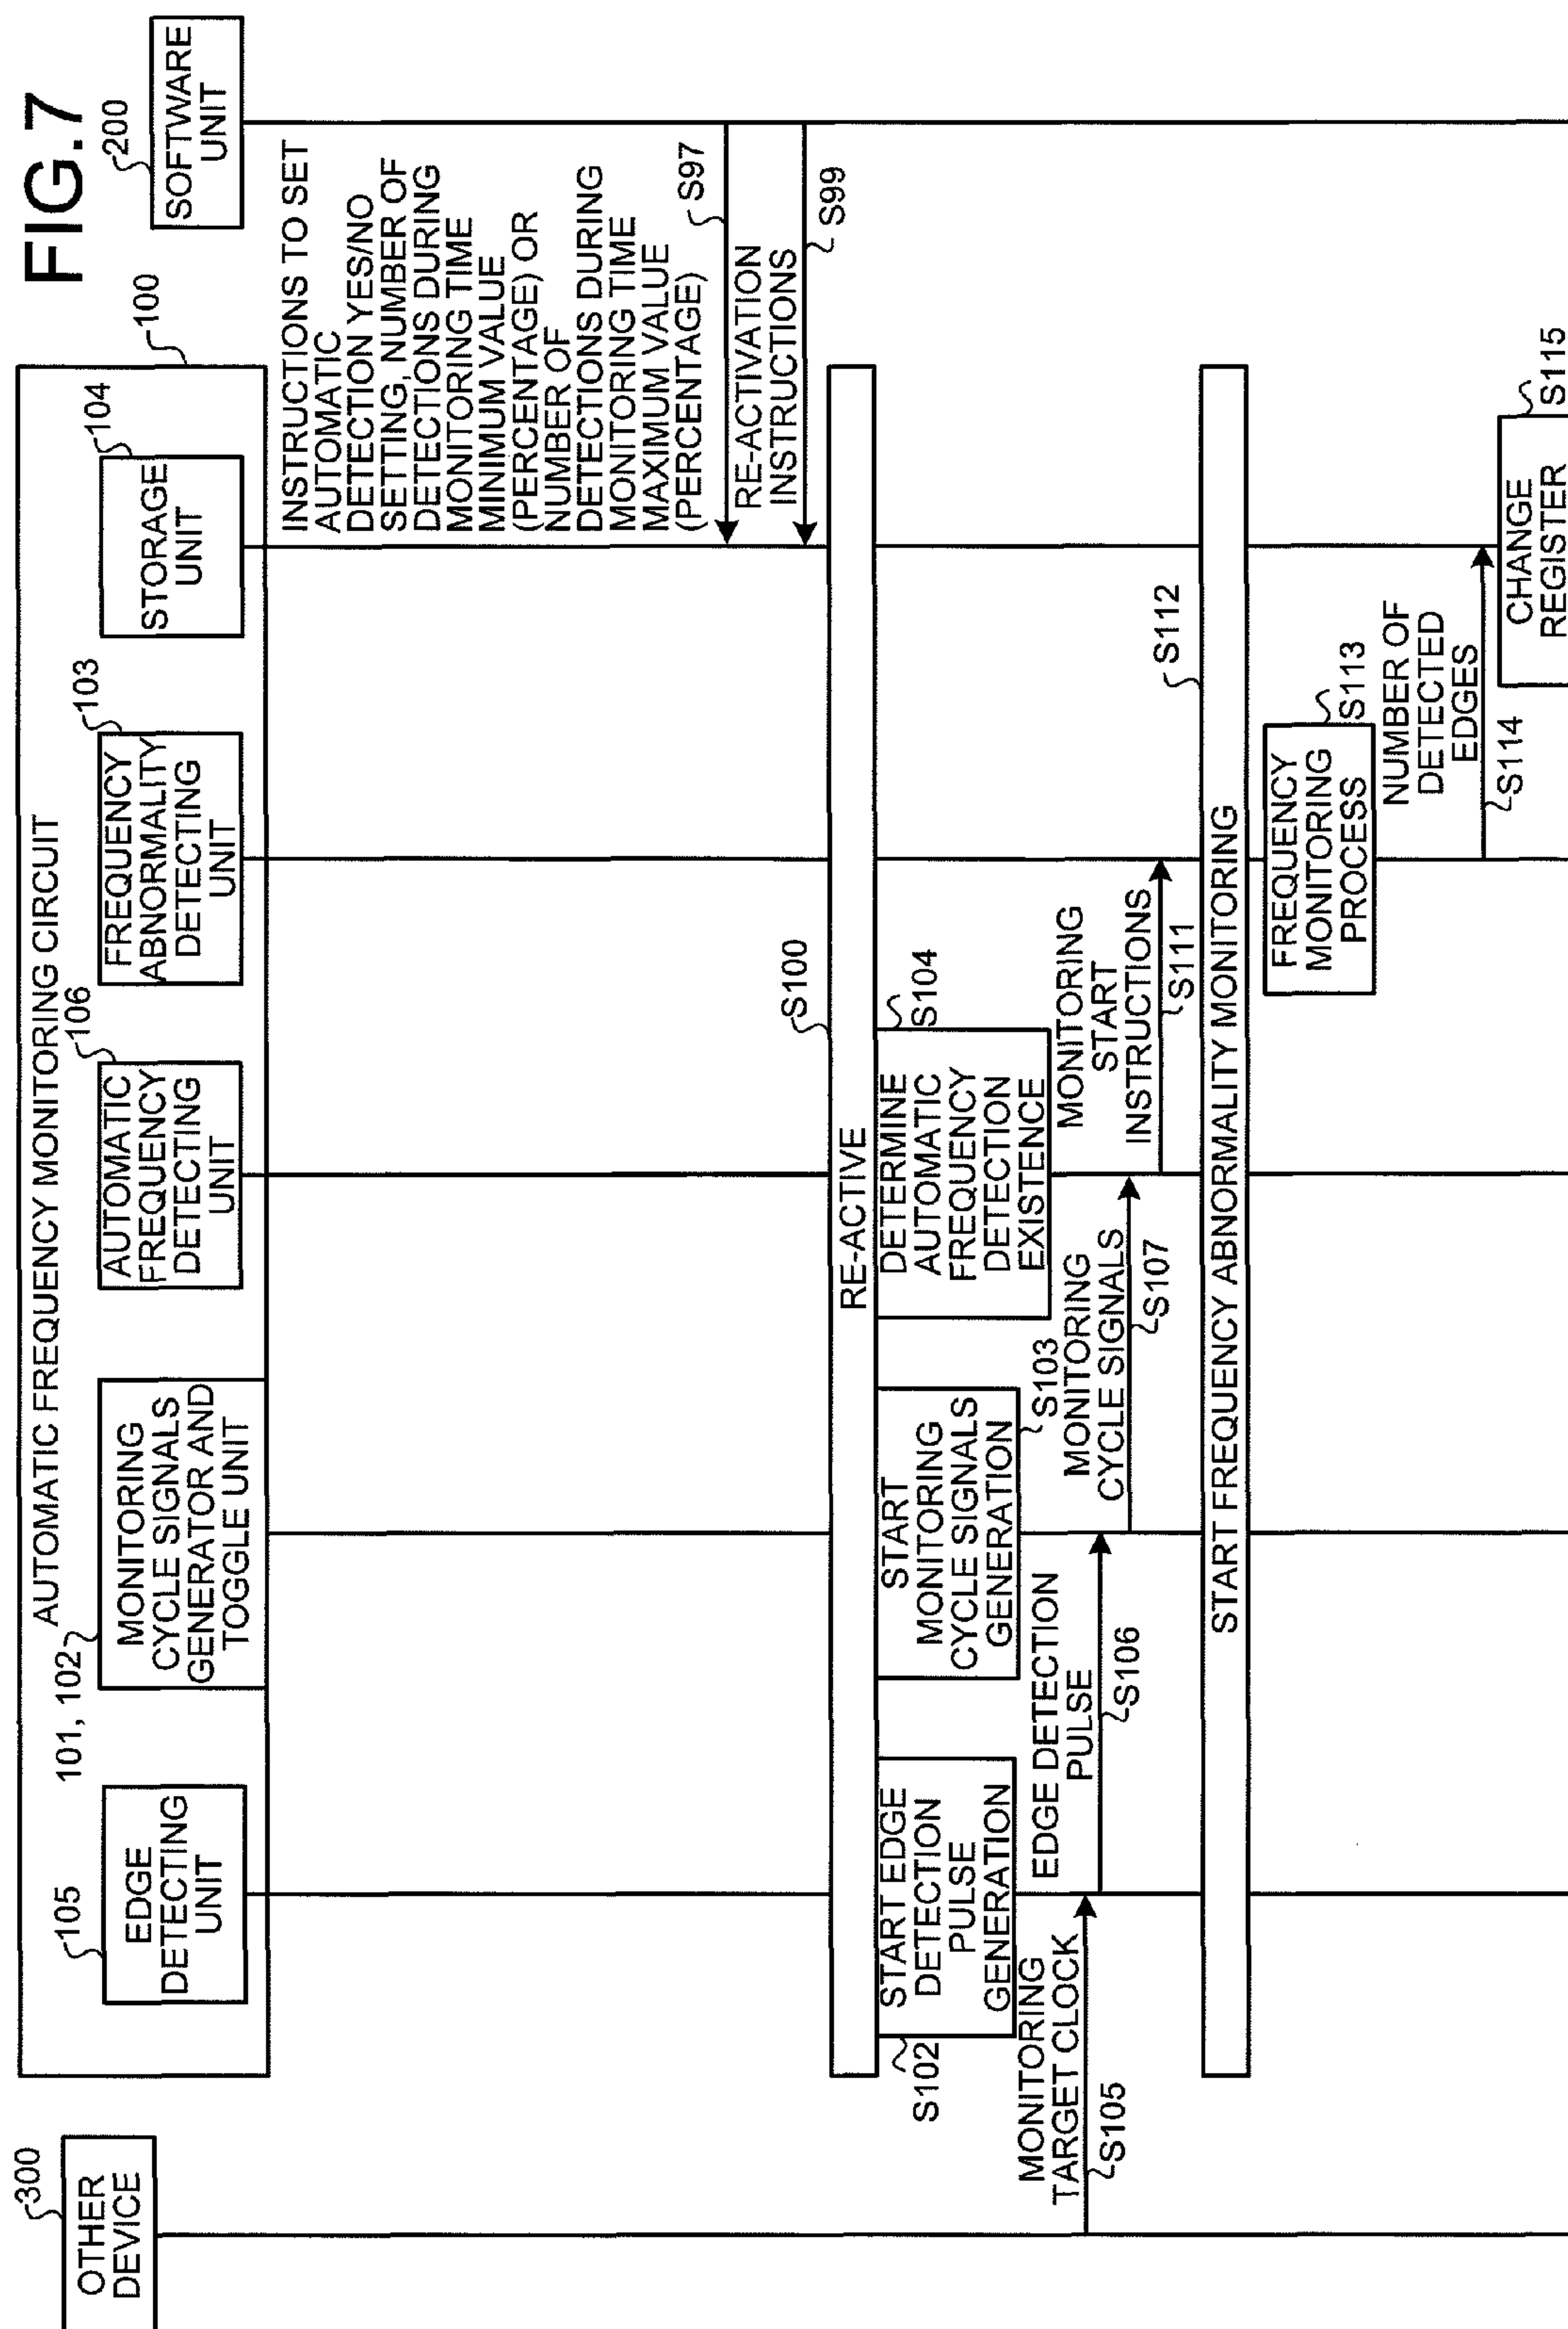 FIG.7
300
OTHER
DEVICE
AUTOMATIC FREQUENCY MONITORING CIRCUIT
100
200
SOFTWARE
UNIT
105
EDGE
DETECTING
UNIT
101, 102
MONITORING
CYCLE SIGNALS
GENERATOR AND
TOGGLE UNIT
106
AUTOMATIC
FREQUENCY
DETECTING
UNIT
103
FREQUENCY
ABNORMALITY
DETECTING
UNIT
104
STORAGE
UNIT
INSTRUCTIONS TO SET
AUTOMATIC
DETECTION YES/NO
SETTING, NUMBER OF
DETECTIONS DURING
MONITORING TIME
MINIMUM VALUE
(PERCENTAGE) OR
NUMBER OF
DETECTIONS DURING
MONITORING TIME
MAXIMUM VALUE
(PERCENTAGE)
S97
RE-ACTIVATION
INSTRUCTIONS
S99
RE-ACTIVE
S100
S102
START EDGE
DETECTION
PULSE
GENERATION
START
MONITORING
CYCLE SIGNALS
GENERATION
S103
DETERMINE
AUTOMATIC
FREQUENCY
DETECTION
EXISTENCE
S104
MONITORING
TARGET CLOCK
S105
EDGE DETECTION
PULSE
S106
MONITORING
CYCLE SIGNALS
S107
MONITORING
START
INSTRUCTIONS
S111
START FREQUENCY ABNORMALITY MONITORING
S112
FREQUENCY
MONITORING
PROCESS
S113
NUMBER OF
DETECTED
EDGES
S114
CHANGE
REGISTER
S115